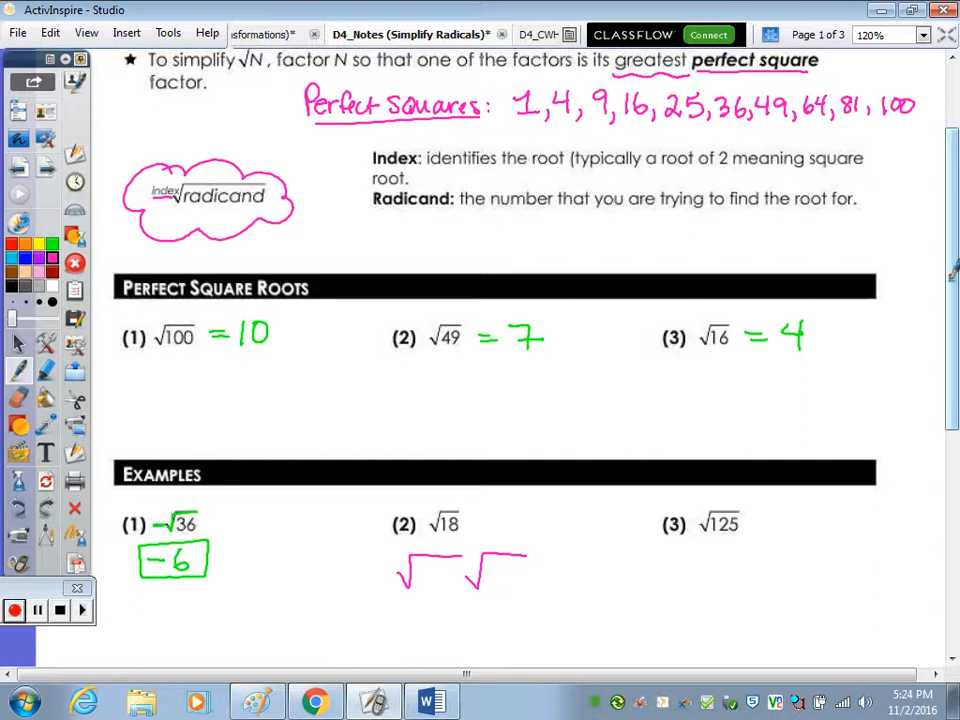 ActivInspire - Studio
File Edit View Insert Tools Help
nsformations)* D4_Notes (Simplify Radicals)* D4_CWH
CLASSFLOW Connect
Page 1 of 3 120%
★ To simplify √N , factor N so that one of the factors is its greatest perfect square
factor.
Perfect Squares: 1, 4, 9, 16, 25, 36, 49, 64, 81, 100
Index: identifies the root (typically a root of 2 meaning square
root.
index√radicand
Radicand: the number that you are trying to find the root for.
PERFECT SQUARE ROOTS
(1) √100 = 10 (2) √49 = 7 (3) √16 = 4
EXAMPLES
(1) -√36 (2) √18 (3) √125
-6 √ √
5:24 PM
11/2/2016